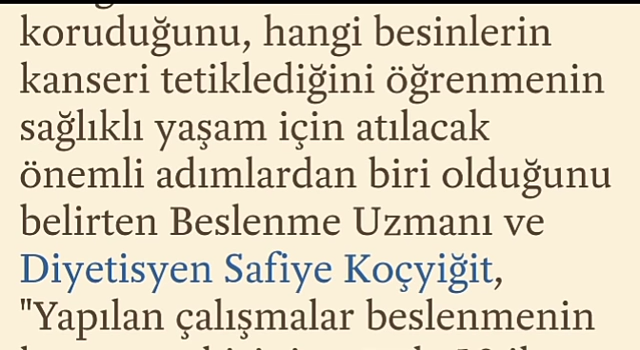 koruduğunu, hangi besinlerin
kanseri tetiklediğini öğrenmenin
sağlıklı yaşam için atılacak
önemli adımlardan biri olduğunu
belirten Beslenme Uzmanı ve
Diyetisyen Safiye Koçyiğit,
"Yapılan çalışmalar beslenmenin